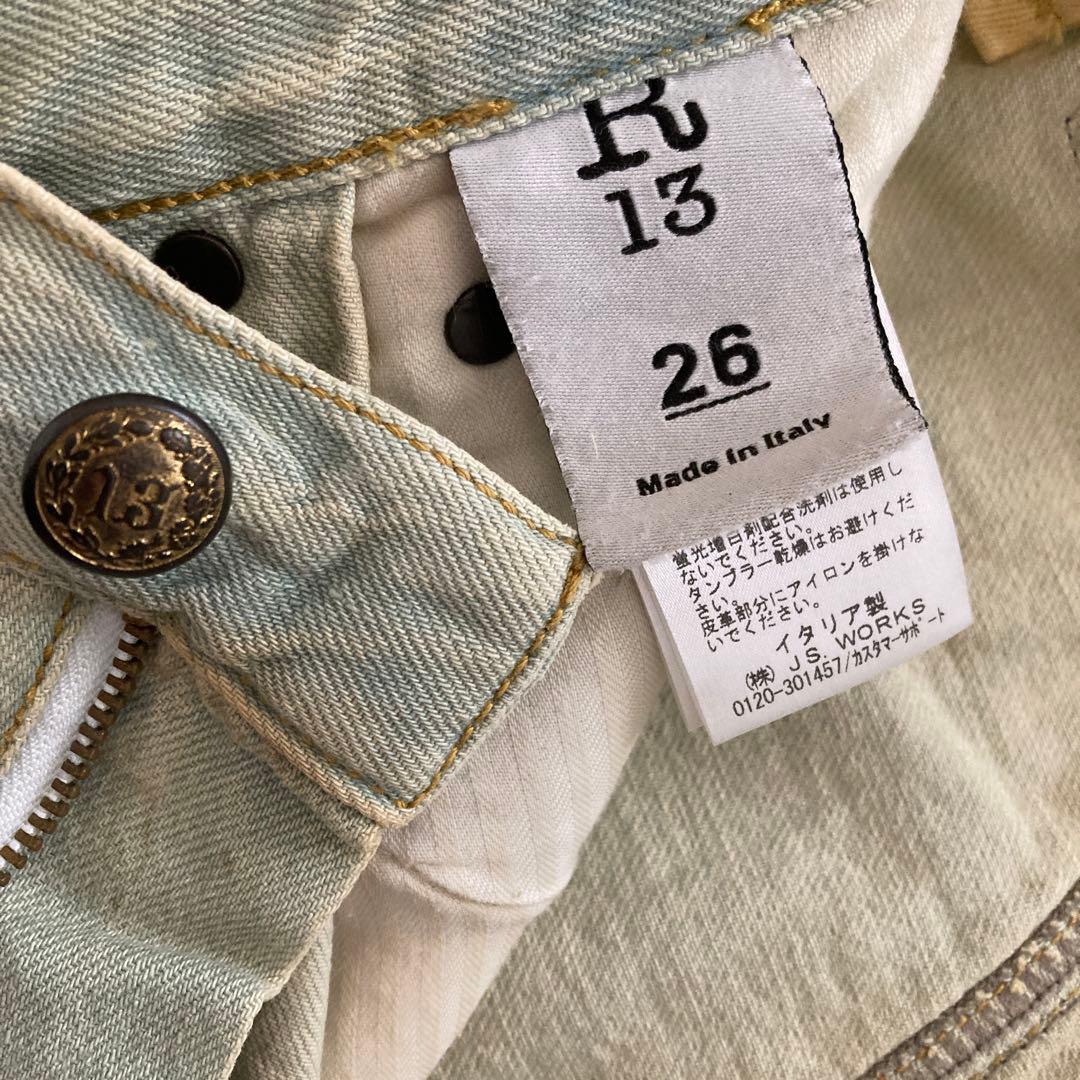 R
13
26
Made in Italy
13
蛍光増白剤配合洗剤は使用し
ないでください。
タンブラー乾燥はお避けくだ
さい。
皮革部分にアイロンを掛けな
いでください。
イタリア製
(株) JS. WORKS
0120-301457/カスタマーサポート